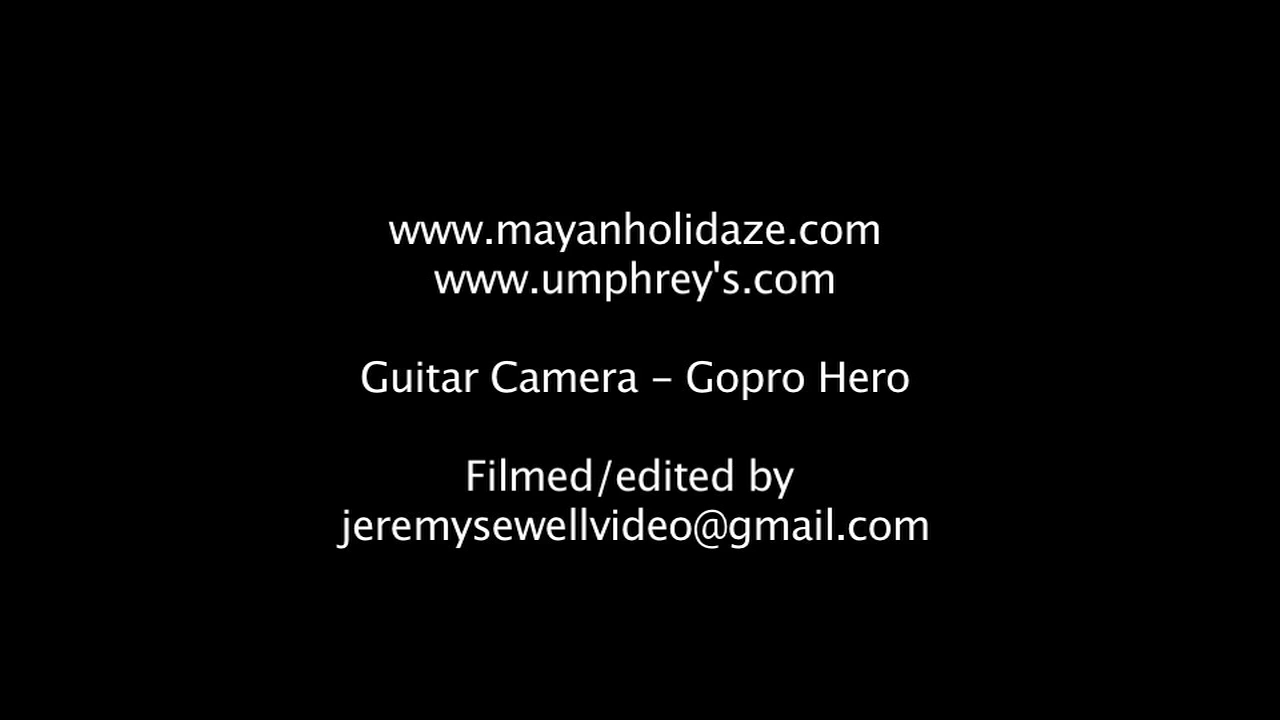 www.mayanholidaze.com
www.umphrey's.com
Guitar Camera – Gopro Hero
Filmed/edited by
jeremysewellvideo@gmail.com